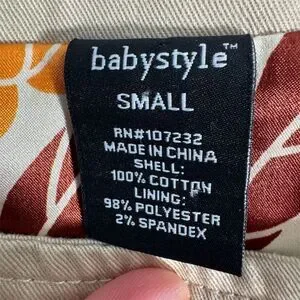 babystyle™
SMALL
RN#107232
MADE IN CHINA
SHELL:
100% COTTON
LINING:
98% POLYESTER
2% SPANDEX